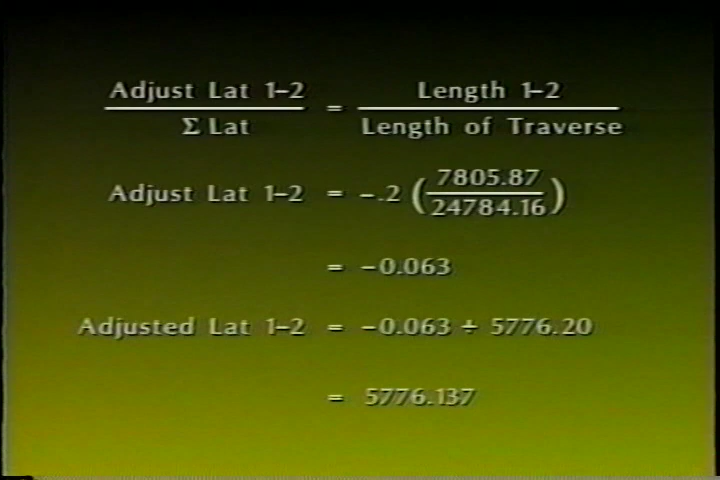 Adjust Lat 1-2 = Length 1-2
Σ Lat Length of Traverse
Adjust Lat 1-2 = -.2 (7805.87
24784.16)
= -0.063
Adjusted Lat 1-2 = -0.063 + 5776.20
= 5776.137